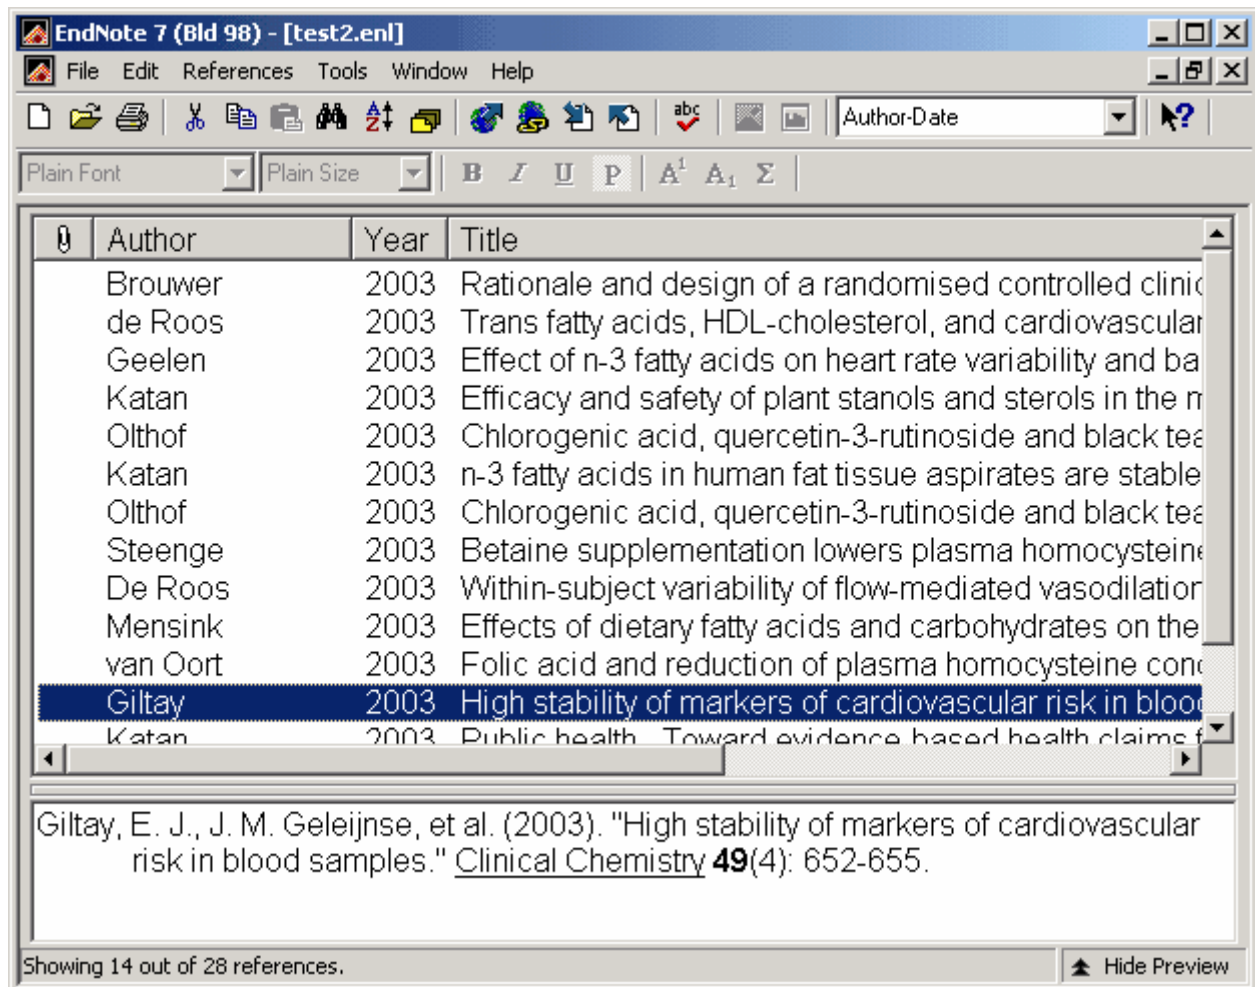 EndNote 7 (Bld 98) - [test2.enl]
File Edit References Tools Window Help
abc Author-Date
Plain Font Plain Size B I U P A1 A1 Σ
Author Year Title
Brouwer 2003 Rationale and design of a randomised controlled clinic
de Roos 2003 Trans fatty acids, HDL-cholesterol, and cardiovascular
Geelen 2003 Effect of n-3 fatty acids on heart rate variability and ba
Katan 2003 Efficacy and safety of plant stanols and sterols in the m
Olthof 2003 Chlorogenic acid, quercetin-3-rutinoside and black tea
Katan 2003 n-3 fatty acids in human fat tissue aspirates are stable
Olthof 2003 Chlorogenic acid, quercetin-3-rutinoside and black tea
Steenge 2003 Betaine supplementation lowers plasma homocysteine
De Roos 2003 Within-subject variability of flow-mediated vasodilation
Mensink 2003 Effects of dietary fatty acids and carbohydrates on the
van Oort 2003 Folic acid and reduction of plasma homocysteine conc
Giltay 2003 High stability of markers of cardiovascular risk in blood
Katan 2003 Public health. Toward evidence based health claims f
Giltay, E. J., J. M. Geleijnse, et al. (2003). "High stability of markers of cardiovascular
risk in blood samples." Clinical Chemistry 49(4): 652-655.
Showing 14 out of 28 references. Hide Preview